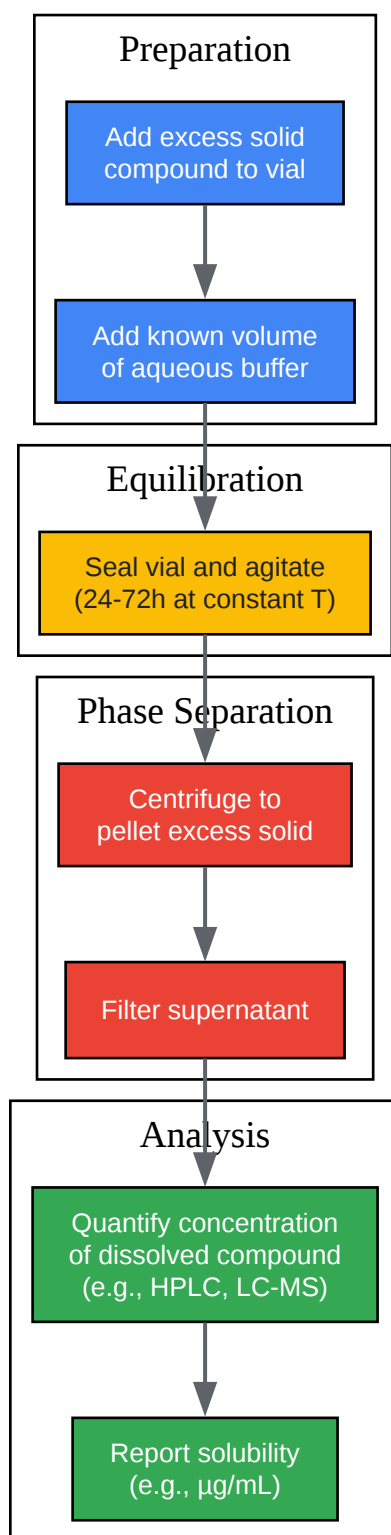 Preparation
Add excess solid
compound to vial
Add known volume
of aqueous buffer
Equilibration
Seal vial and agitate
(24-72h at constant T)
Phase Separation
Centrifuge to
pellet excess solid
Filter supernatant
Analysis
Quantify concentration
of dissolved compound
(e.g., HPLC, LC-MS)
Report solubility
(e.g., µg/mL)